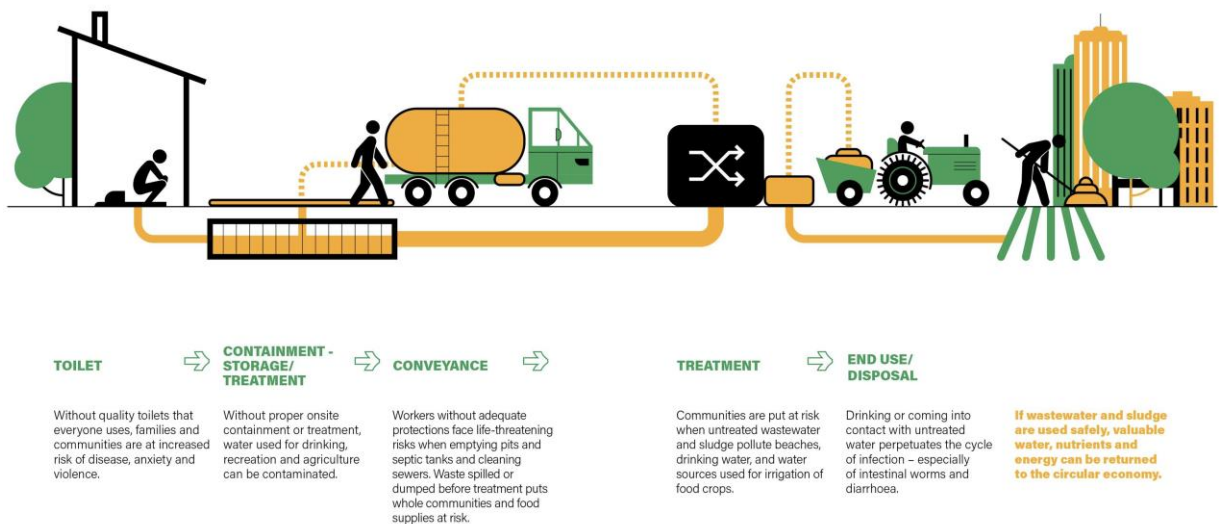 TOILET
Without quality toilets that
everyone uses, families and
communities are at increased
risk of disease, anxiety and
violence.
CONTAINMENT -
STORAGE/
TREATMENT
Without proper onsite
containment or treatment,
water used for drinking,
recreation and agriculture
can be contaminated.
CONVEYANCE
Workers without adequate
protections face life-threatening
risks when emptying pits and
septic tanks and cleaning
sewers. Waste spilled or
dumped before treatment puts
whole communities and food
supplies at risk.
TREATMENT
Communities are put at risk
when untreated wastewater
and sludge pollute beaches,
drinking water, and water
sources used for irrigation of
food crops.
END USE/
DISPOSAL
Drinking or coming into
contact with untreated
water perpetuates the cycle
of infection – especially
of intestinal worms and
diarrhoea.
If wastewater and sludge
are used safely, valuable
water, nutrients and
energy can be returned
to the circular economy.